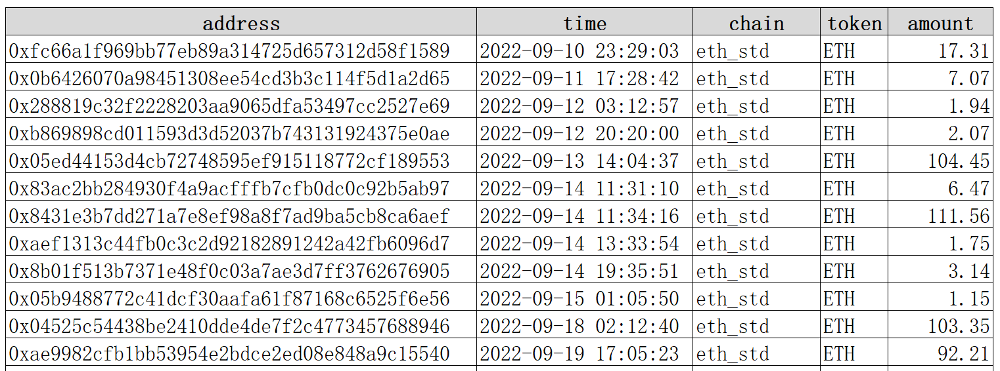 address time chain token amount
0xfc66a1f969bb77eb89a314725d657312d58f1589 2022-09-10 23:29:03 eth_std ETH 17.31
0x0b6426070a98451308ee54cd3b3c114f5d1a2d65 2022-09-11 17:28:42 eth_std ETH 7.07
0x288819c32f2228203aa9065dfa53497cc2527e69 2022-09-12 03:12:57 eth_std ETH 1.94
0xb869898cd011593d3d52037b743131924375e0ae 2022-09-12 20:20:00 eth_std ETH 2.07
0x05ed44153d4cb72748595ef915118772cf189553 2022-09-13 14:04:37 eth_std ETH 104.45
0x83ac2bb284930f4a9acfffb7cfb0dc0c92b5ab97 2022-09-14 11:31:10 eth_std ETH 6.47
0x8431e3b7dd271a7e8ef98a8f7ad9ba5cb8ca6aef 2022-09-14 11:34:16 eth_std ETH 111.56
0xaef1313c44fb0c3c2d92182891242a42fb6096d7 2022-09-14 13:33:54 eth_std ETH 1.75
0x8b01f513b7371e48f0c03a7ae3d7ff3762676905 2022-09-14 19:35:51 eth_std ETH 3.14
0x05b9488772c41dcf30aafa61f87168c6525f6e56 2022-09-15 01:05:50 eth_std ETH 1.15
0x04525c54438be2410dde4de7f2c4773457688946 2022-09-18 02:12:40 eth_std ETH 103.35
0xae9982cfb1bb53954e2bdce2ed08e848a9c15540 2022-09-19 17:05:23 eth_std ETH 92.21